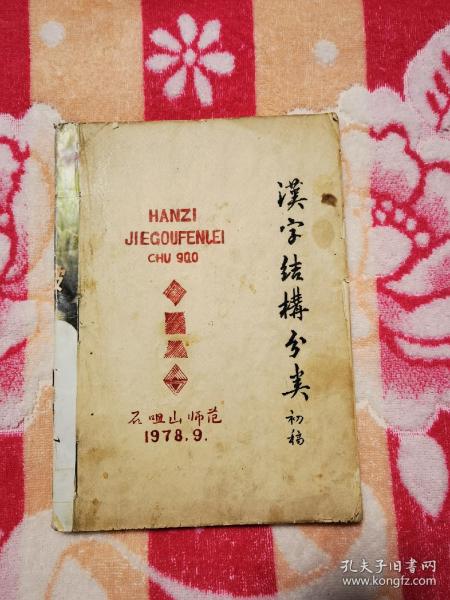 漢字结構分类 初稿
HANZI
JIEGOUFENLEI
CHU GAO
石咀山师范
1978.9.
孔夫子旧书网
www.kongfz.com